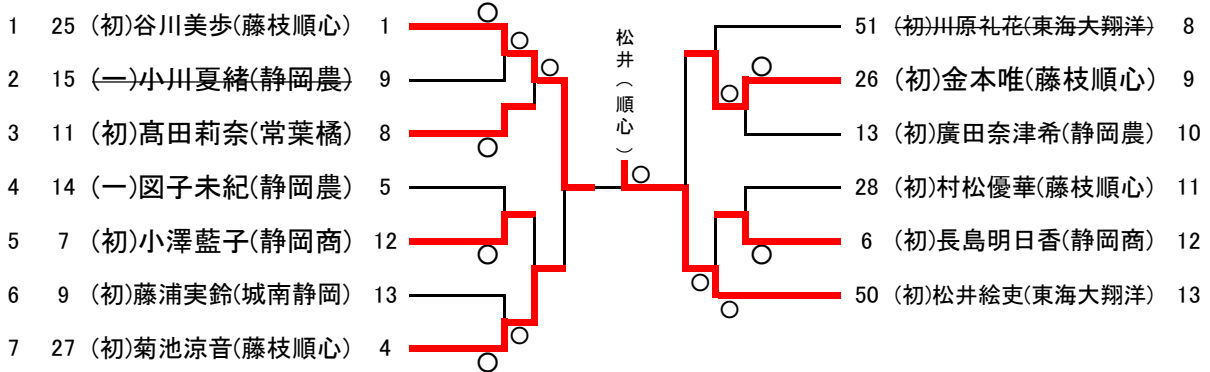 1 25 (初)谷川美歩(藤枝順心) 1
2 15 (一)小川夏緒(静岡農) 9
3 11 (初)髙田莉奈(常葉橘) 8
4 14 (一)図子未紀(静岡農) 5
5 7 (初)小澤藍子(静岡商) 12
6 9 (初)藤浦実鈴(城南静岡) 13
7 27 (初)菊池涼音(藤枝順心) 4
松井(順心)
51 (初)川原礼花(東海大翔洋) 8
26 (初)金本唯(藤枝順心) 9
13 (初)廣田奈津希(静岡農) 10
28 (初)村松優華(藤枝順心) 11
6 (初)長島明日香(静岡商) 12
50 (初)松井絵吏(東海大翔洋) 13